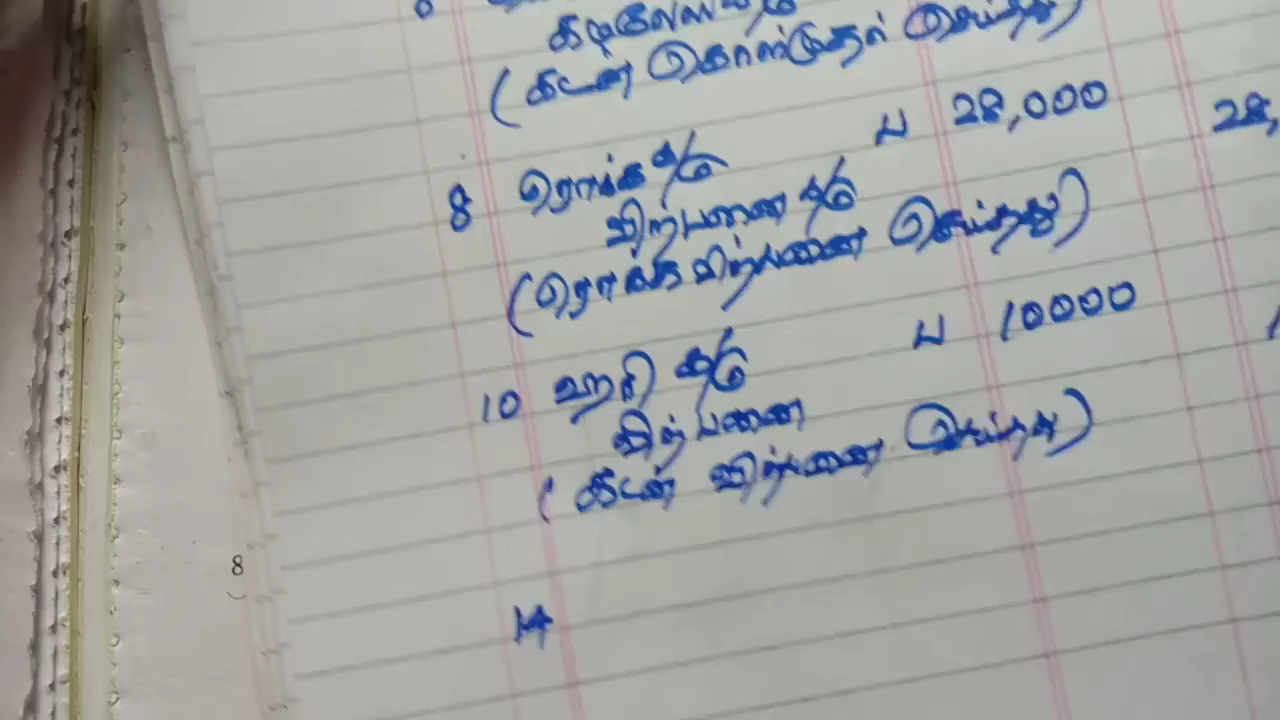 (கடன் கொள்முதல் செய்தது)
8 ரொக்க க/கு ப 28,000 28,
விற்பனை க/கு
(ரொக்க விற்பனை செய்தது)
10 ஹரி க/கு ப 10000 1
விற்பனை
(கடன் விற்பனை செய்தது)
8
14